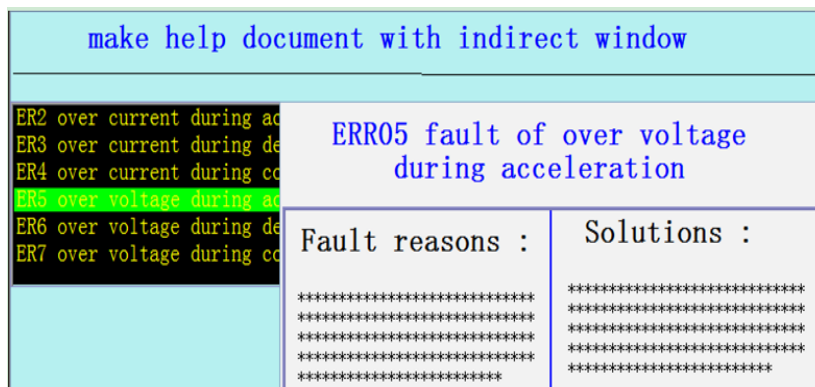 make help document with indirect window
ER2 over current during ac
ER3 over current during de
ER4 over current during co
ER5 over voltage during ac
ER6 over voltage during de
ER7 over voltage during co
ERR05 fault of over voltage
during acceleration
Fault reasons :
*****************************
*****************************
*****************************
*****************************
*************************
Solutions :
*****************************
*****************************
*****************************
*****************************
*************************